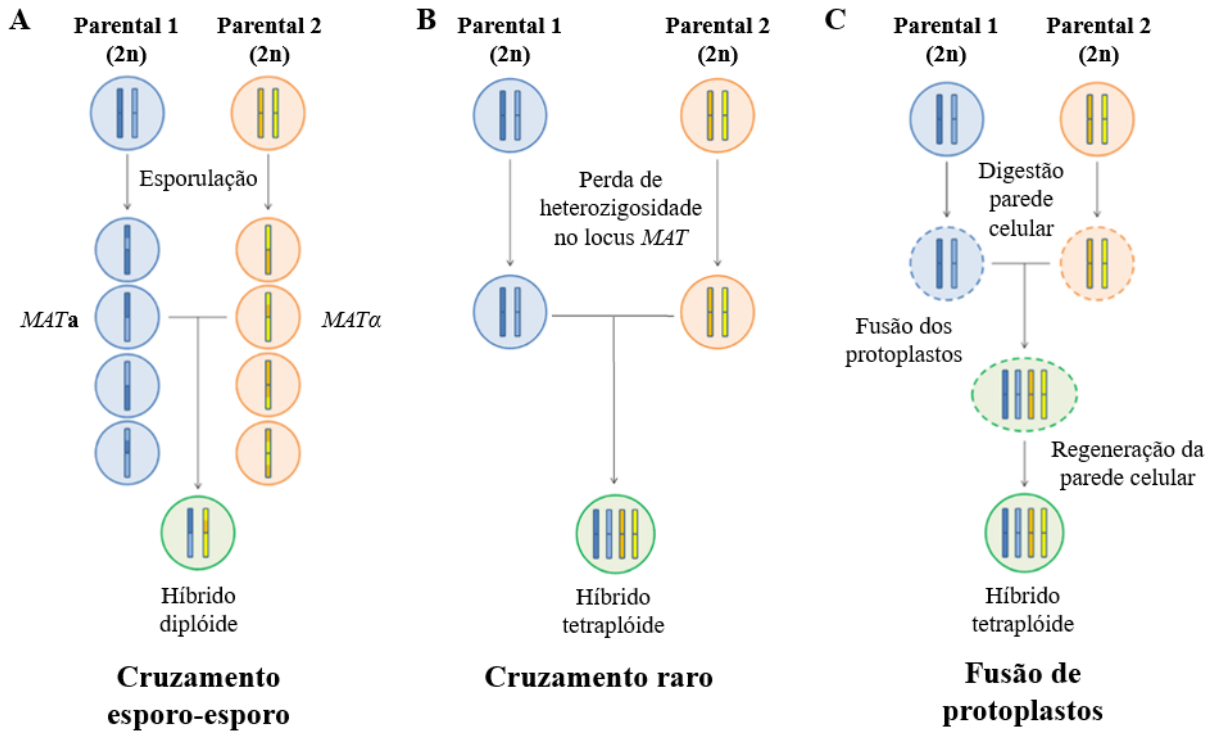 A
Parental 1
(2n)
Parental 2
(2n)
Esporulação
MATa
MATα
Híbrido
diplóide
Cruzamento
esporo-esporo
B
Parental 1
(2n)
Parental 2
(2n)
Perda de
heterozigosidade
no locus MAT
Híbrido
tetraplóide
Cruzamento raro
C
Parental 1
(2n)
Parental 2
(2n)
Digestão
parede
celular
Fusão dos
protoplastos
Regeneração da
parede celular
Híbrido
tetraplóide
Fusão de
protoplastos